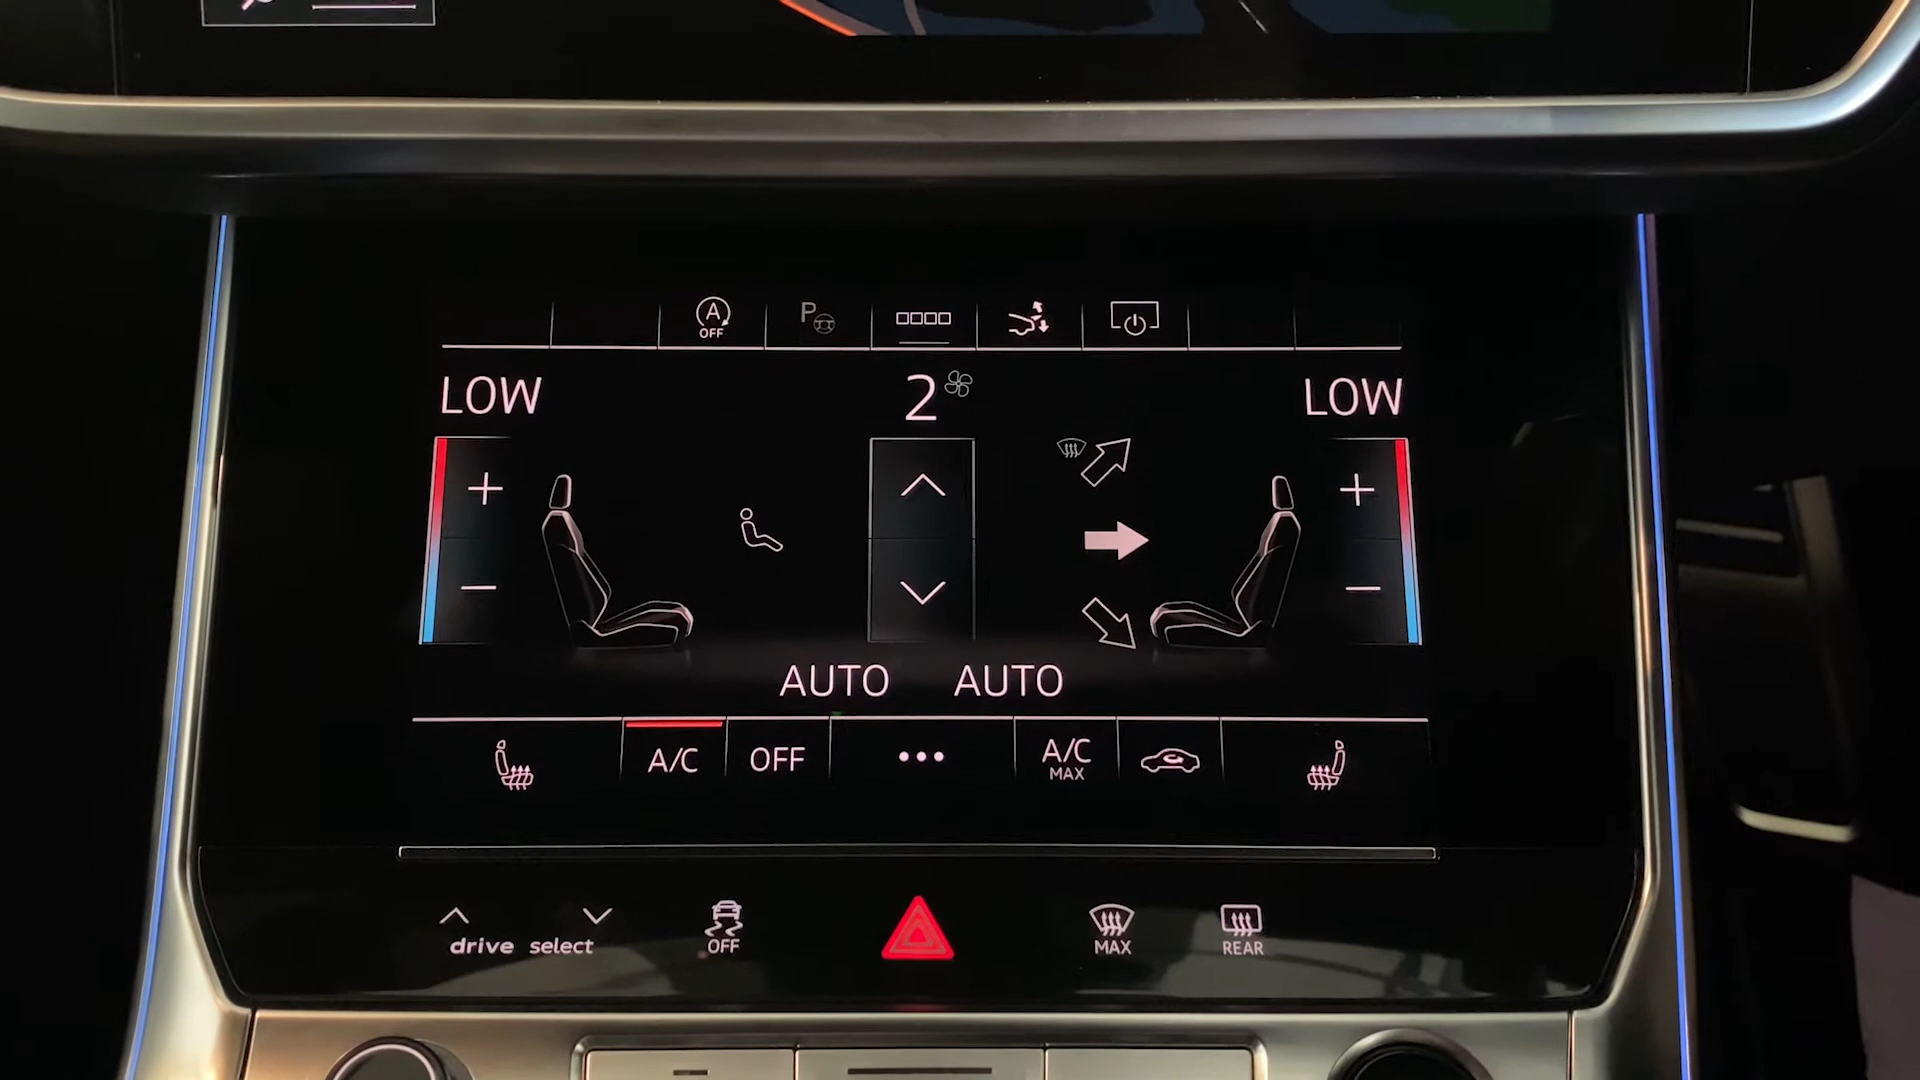 A
OFF
P
LOW 2 LOW
AUTO AUTO
A/C OFF A/C
MAX
drive select OFF MAX REAR